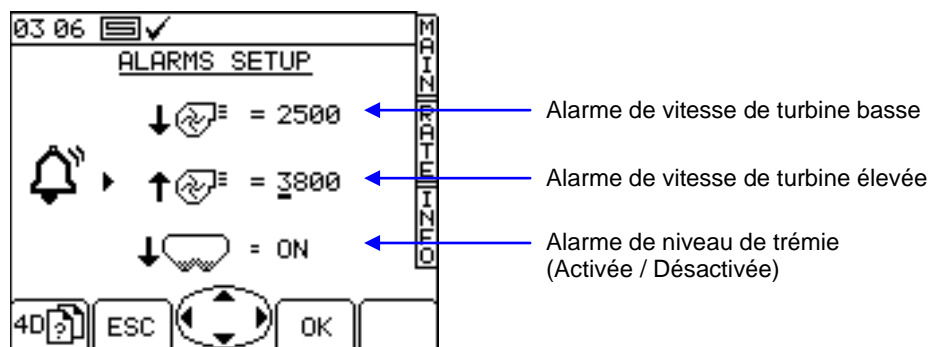 03 06
ALARMS SETUP
= 2500
Alarme de vitesse de turbine basse
= 3800
Alarme de vitesse de turbine élevée
= ON
Alarme de niveau de trémie
(Activée / Désactivée)
MAIN
RATE
INFO
4D ?
ESC
OK